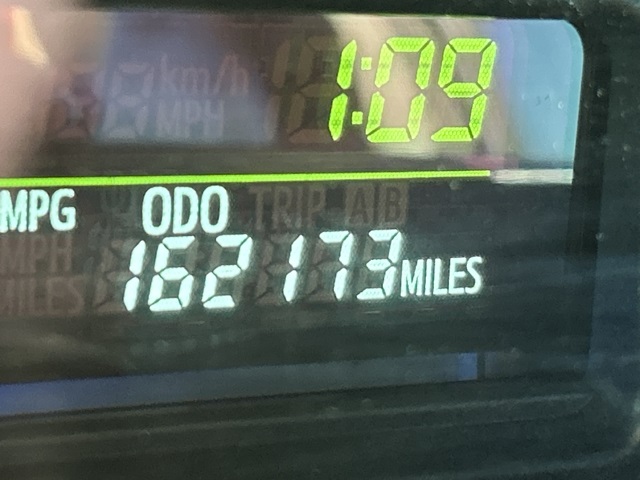 km/h 1:09
MPH
MPG ODO TRIP A B
MPH 162173 MILES
MILES